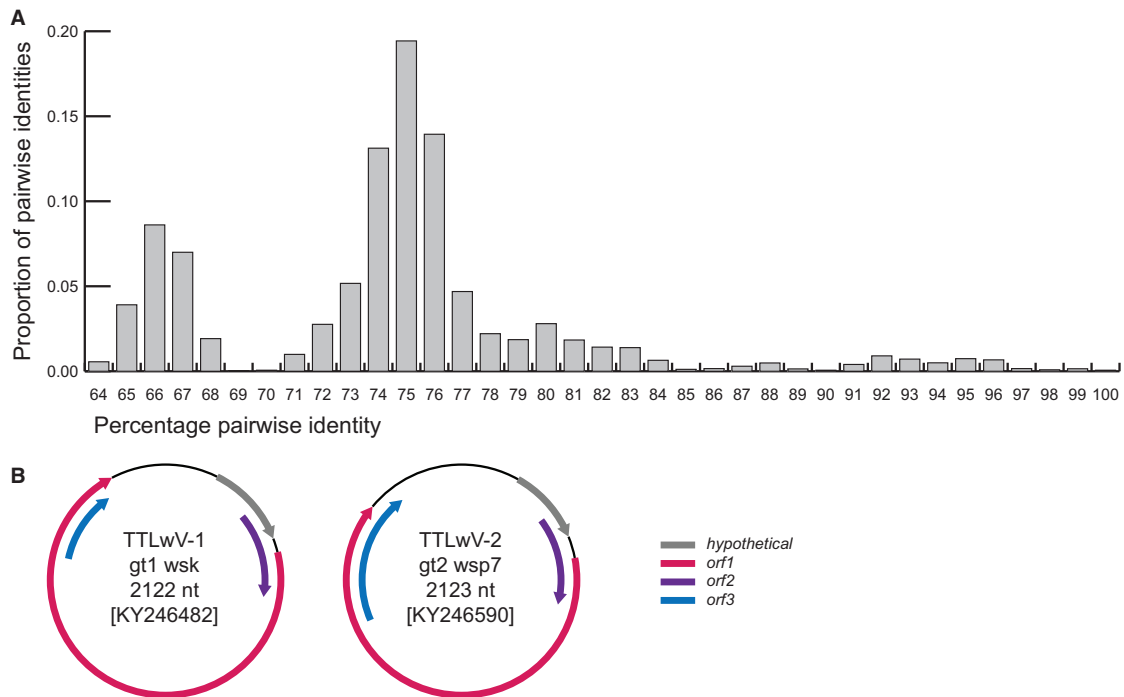 A
Proportion of pairwise identities
0.20
0.15
0.10
0.05
0.00
64 65 66 67 68 69 70 71 72 73 74 75 76 77 78 79 80 81 82 83 84 85 86 87 88 89 90 91 92 93 94 95 96 97 98 99 100
Percentage pairwise identity
B
TTLwV-1
gt1 wsk
2122 nt
[KY246482]
TTLwV-2
gt2 wsp7
2123 nt
[KY246590]
hypothetical
orf1
orf2
orf3